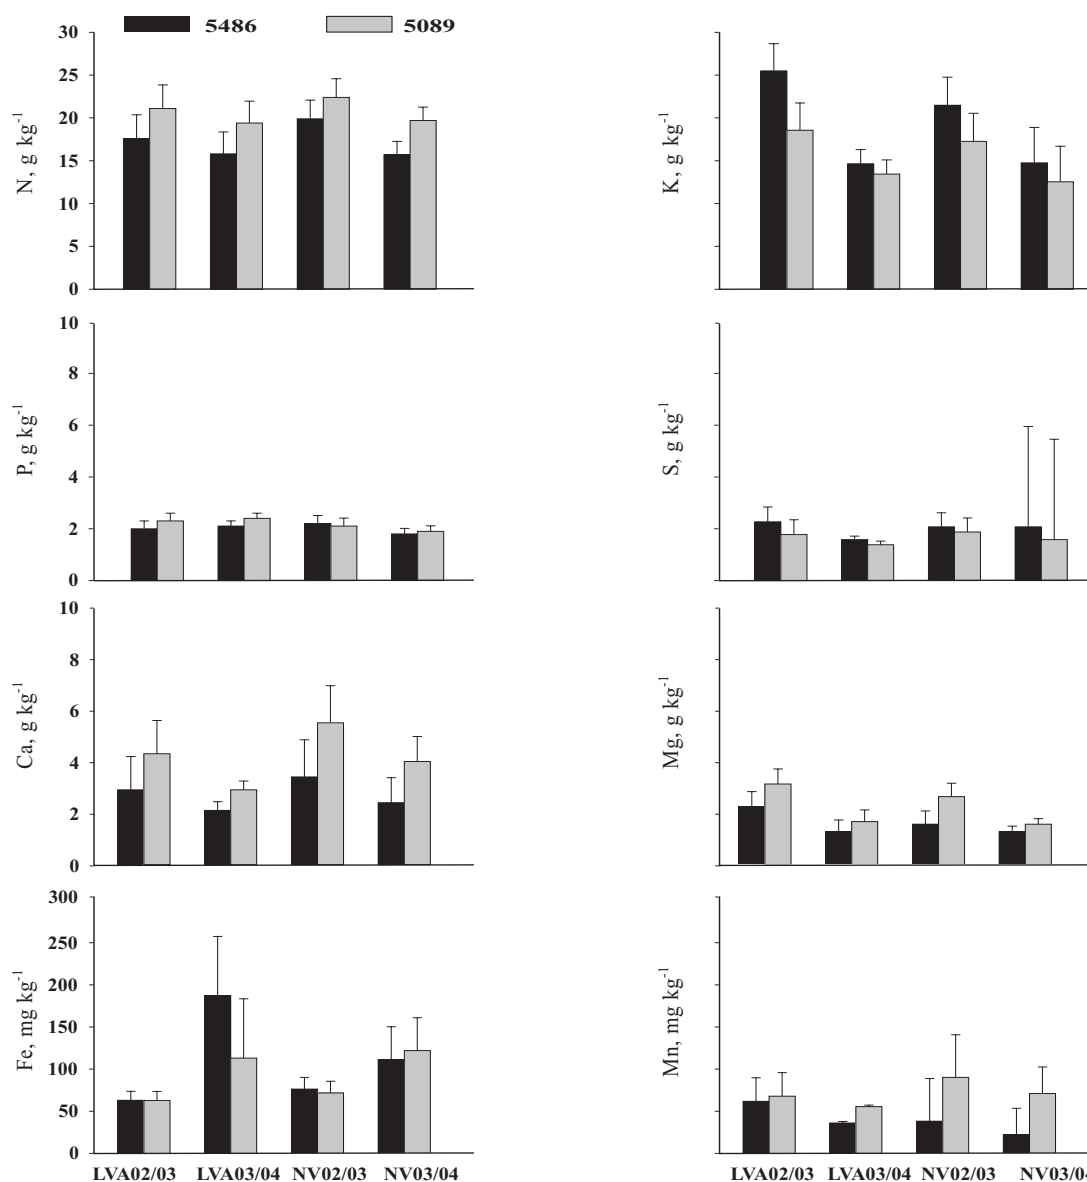 5486 5089
30
25
20
15
10
5
0
N, g kg-1
K, g kg-1
10
8
6
4
2
0
P, g kg-1
S, g kg-1
10
8
6
4
2
0
Ca, g kg-1
Mg, g kg-1
300
250
200
150
100
50
0
Fe, mg kg-1
Mn, mg kg-1
LVA02/03 LVA03/04 NV02/03 NV03/04
LVA02/03 LVA03/04 NV02/03 NV03/04